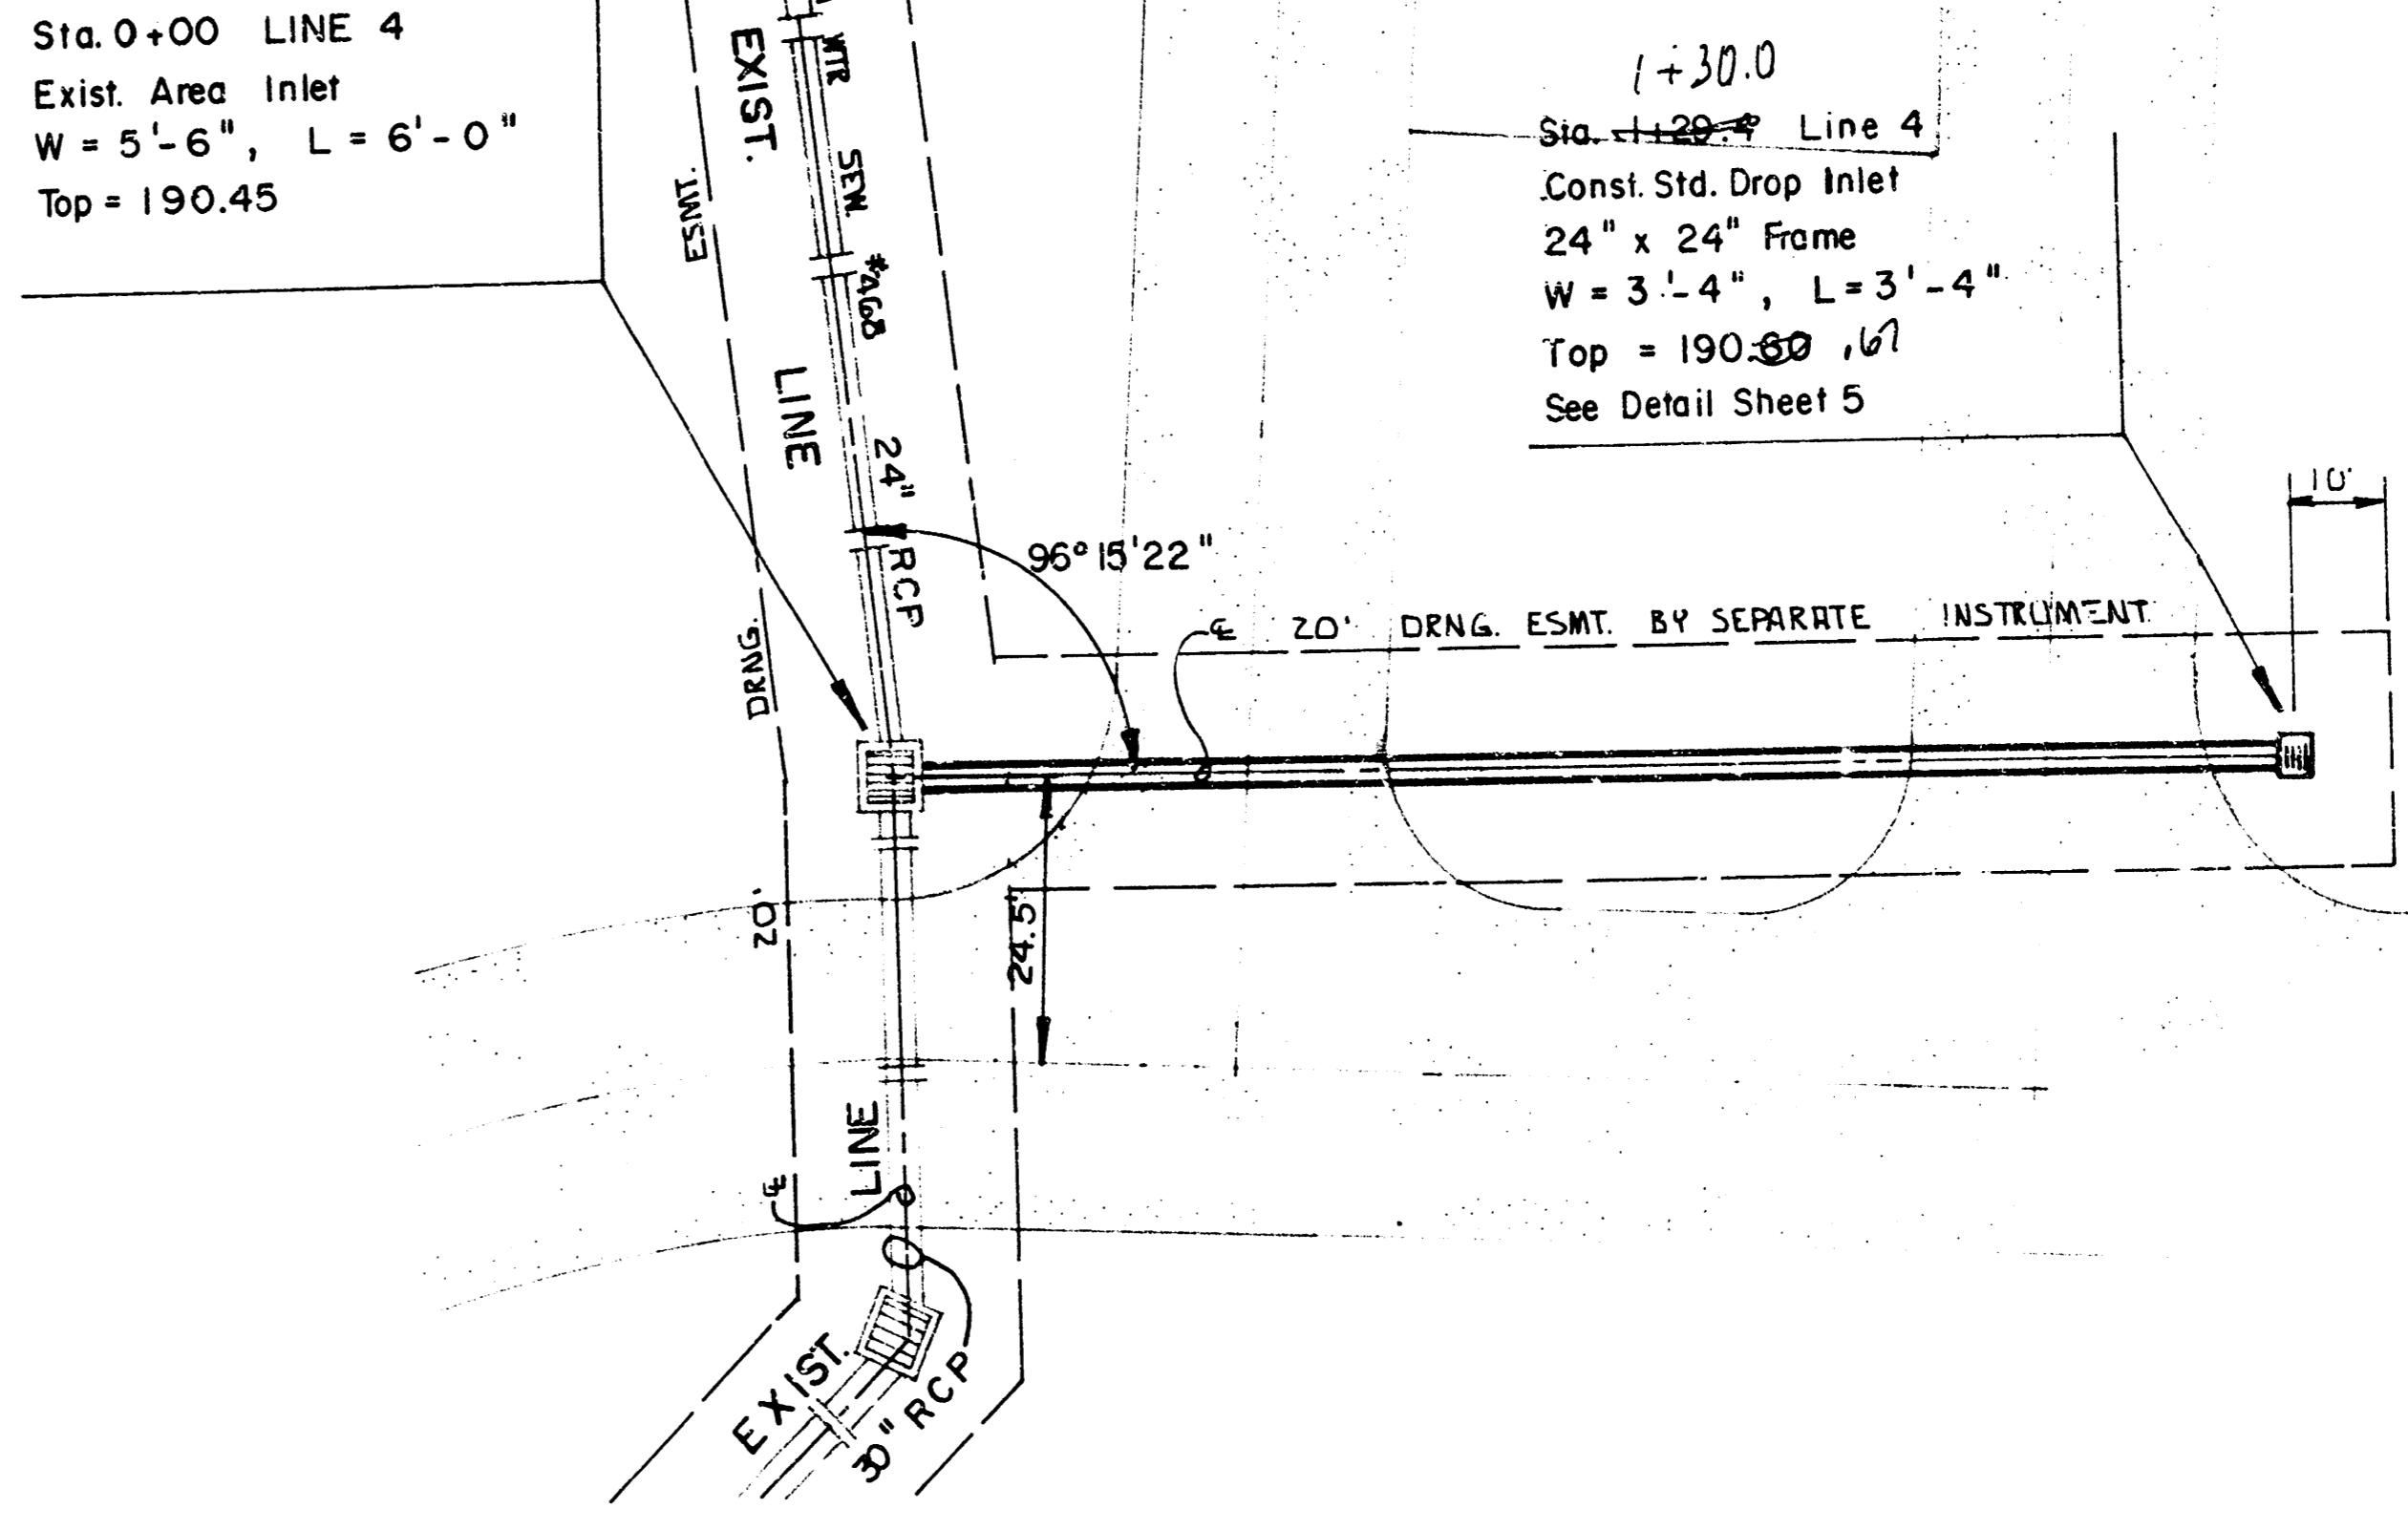 Sta. 0+00 LINE 4
Exist. Area Inlet
W = 5'-6", L = 6'-0"
Top = 190.45
EXIST.
WTR
SEW.
#468
LINE
24" RCP
ESMT.
DRNG.
20'
1+30.0
Sta. Line 4
Const. Std. Drop Inlet
24" x 24" Frame
W = 3'-4", L = 3'-4"
Top = 190.60 .67
See Detail Sheet 5
10'
96°15'22"
℄ 20' DRNG. ESMT. BY SEPARATE INSTRUMENT
24.5'
LINE
℄
EXIST.
30" RCP